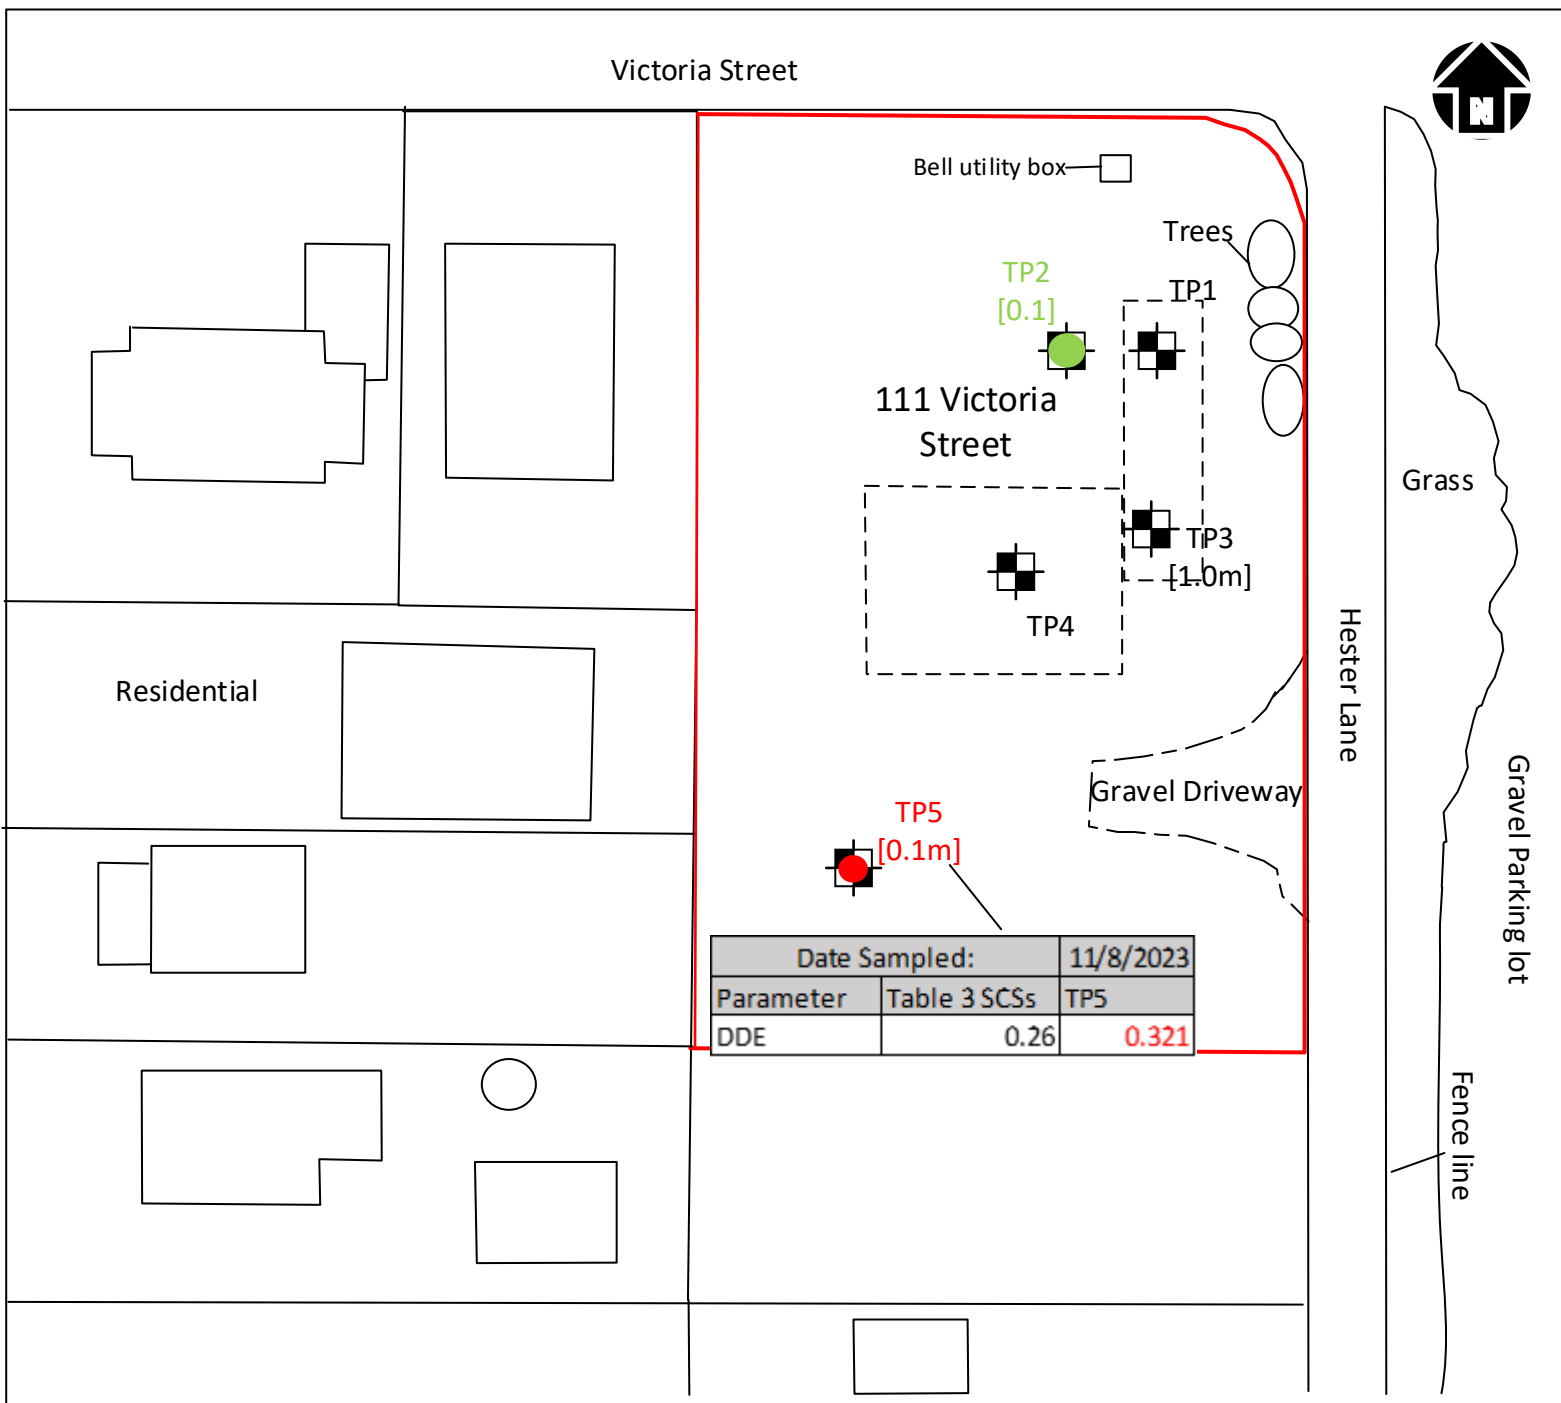 Victoria Street
N
Bell utility box
Trees
TP2
[0.1]
TP1
111 Victoria
Street
Grass
TP3
[1.0m]
TP4
Hester Lane
Residential
Gravel Driveway
Gravel Parking lot
TP5
[0.1m]
Date Sampled: 11/8/2023
Parameter Table 3 SCSs TP5
DDE 0.26 0.321
Fence line